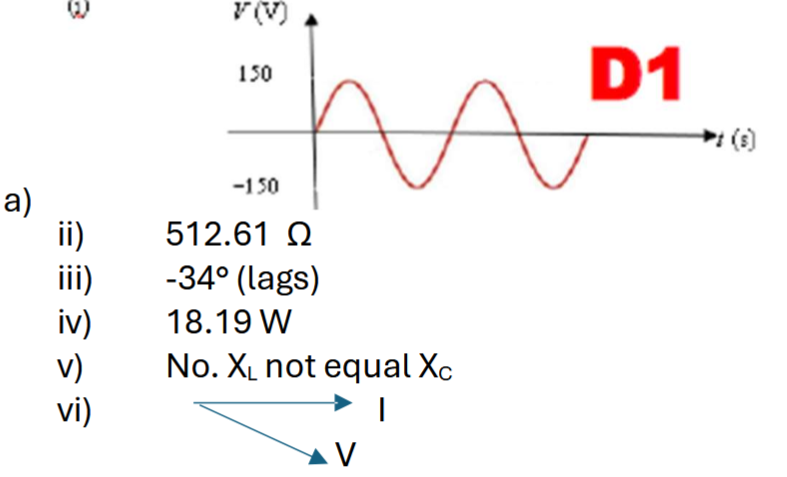 (i)
V (V)
150
D1
t (s)
-150
a)
ii) 512.61 Ω
iii) -34° (lags)
iv) 18.19 W
v) No. XL not equal XC
vi) I
V